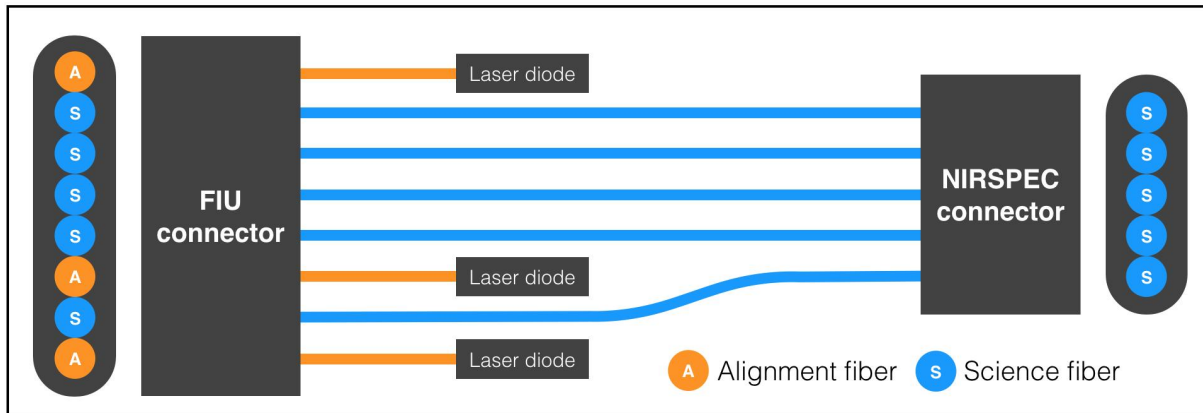 A
S
S
S
S
A
S
A
FIU
connector
Laser diode
Laser diode
Laser diode
NIRSPEC
connector
S
S
S
S
S
A Alignment fiber
S Science fiber